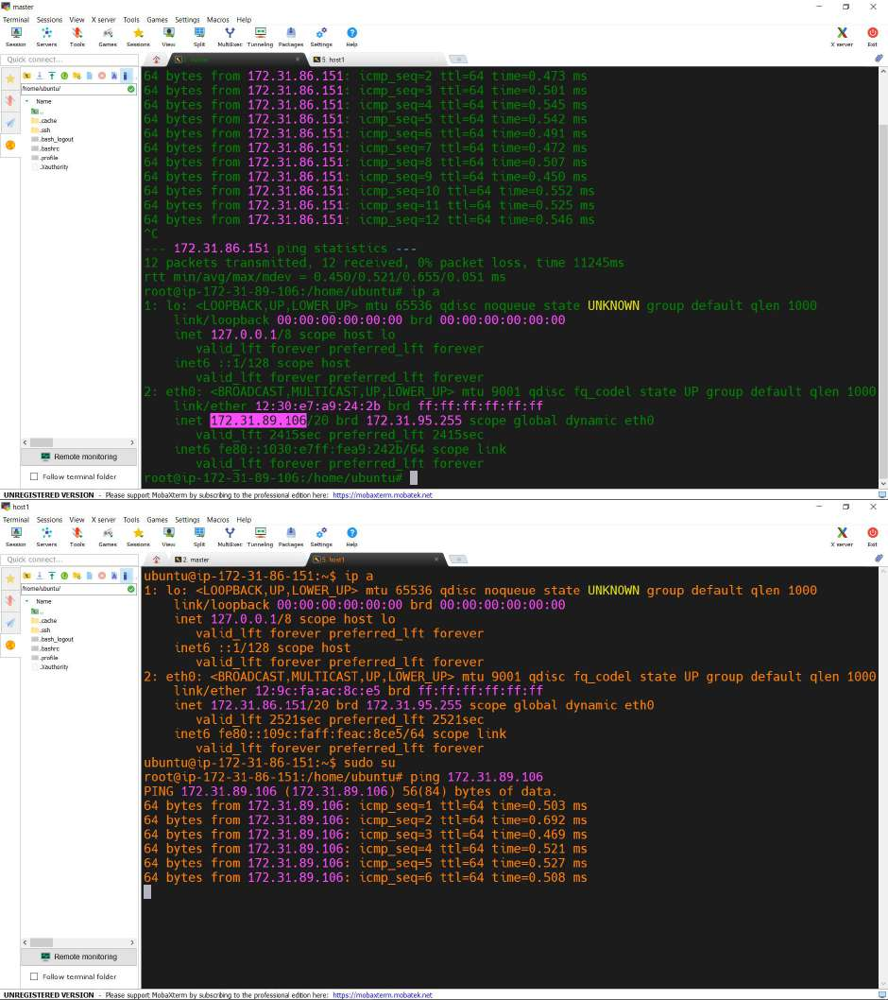 master
Terminal Sessions View X server Tools Games Settings Macros Help
Session Servers Tools Games Sessions View Split MultiExec Tunneling Packages Settings Help X server Exit
Quick connect...
2. master
5. host1
/home/ubuntu/
Name
..
.cache
.ssh
.bash_logout
.bashrc
.profile
.Xauthority
Remote monitoring
Follow terminal folder
64 bytes from 172.31.86.151: icmp_seq=2 ttl=64 time=0.473 ms
64 bytes from 172.31.86.151: icmp_seq=3 ttl=64 time=0.501 ms
64 bytes from 172.31.86.151: icmp_seq=4 ttl=64 time=0.545 ms
64 bytes from 172.31.86.151: icmp_seq=5 ttl=64 time=0.542 ms
64 bytes from 172.31.86.151: icmp_seq=6 ttl=64 time=0.491 ms
64 bytes from 172.31.86.151: icmp_seq=7 ttl=64 time=0.472 ms
64 bytes from 172.31.86.151: icmp_seq=8 ttl=64 time=0.507 ms
64 bytes from 172.31.86.151: icmp_seq=9 ttl=64 time=0.450 ms
64 bytes from 172.31.86.151: icmp_seq=10 ttl=64 time=0.552 ms
64 bytes from 172.31.86.151: icmp_seq=11 ttl=64 time=0.525 ms
64 bytes from 172.31.86.151: icmp_seq=12 ttl=64 time=0.546 ms
^C
--- 172.31.86.151 ping statistics ---
12 packets transmitted, 12 received, 0% packet loss, time 11245ms
rtt min/avg/max/mdev = 0.450/0.521/0.655/0.051 ms
root@ip-172-31-89-106:/home/ubuntu# ip a
1: lo: <LOOPBACK,UP,LOWER_UP> mtu 65536 qdisc noqueue state UNKNOWN group default qlen 1000
link/loopback 00:00:00:00:00:00 brd 00:00:00:00:00:00
inet 127.0.0.1/8 scope host lo
valid_lft forever preferred_lft forever
inet6 ::1/128 scope host
valid_lft forever preferred_lft forever
2: eth0: <BROADCAST,MULTICAST,UP,LOWER_UP> mtu 9001 qdisc fq_codel state UP group default qlen 1000
link/ether 12:30:e7:a9:24:2b brd ff:ff:ff:ff:ff:ff
inet 172.31.89.106/20 brd 172.31.95.255 scope global dynamic eth0
valid_lft 2415sec preferred_lft 2415sec
inet6 fe80::1030:e7ff:fea9:242b/64 scope link
valid_lft forever preferred_lft forever
root@ip-172-31-89-106:/home/ubuntu#
UNREGISTERED VERSION - Please support MobaXterm by subscribing to the professional edition here: https://mobaxterm.mobatek.net
host1
Terminal Sessions View X server Tools Games Settings Macros Help
Session Servers Tools Games Sessions View Split MultiExec Tunneling Packages Settings Help X server Exit
Quick connect...
2. master
5. host1
/home/ubuntu/
Name
..
.cache
.ssh
.bash_logout
.bashrc
.profile
.Xauthority
Remote monitoring
Follow terminal folder
ubuntu@ip-172-31-86-151:~$ ip a
1: lo: <LOOPBACK,UP,LOWER_UP> mtu 65536 qdisc noqueue state UNKNOWN group default qlen 1000
link/loopback 00:00:00:00:00:00 brd 00:00:00:00:00:00
inet 127.0.0.1/8 scope host lo
valid_lft forever preferred_lft forever
inet6 ::1/128 scope host
valid_lft forever preferred_lft forever
2: eth0: <BROADCAST,MULTICAST,UP,LOWER_UP> mtu 9001 qdisc fq_codel state UP group default qlen 1000
link/ether 12:9c:fa:ac:8c:e5 brd ff:ff:ff:ff:ff:ff
inet 172.31.86.151/20 brd 172.31.95.255 scope global dynamic eth0
valid_lft 2521sec preferred_lft 2521sec
inet6 fe80::109c:faff:feac:8ce5/64 scope link
valid_lft forever preferred_lft forever
ubuntu@ip-172-31-86-151:~$ sudo su
root@ip-172-31-86-151:/home/ubuntu# ping 172.31.89.106
PING 172.31.89.106 (172.31.89.106) 56(84) bytes of data.
64 bytes from 172.31.89.106: icmp_seq=1 ttl=64 time=0.503 ms
64 bytes from 172.31.89.106: icmp_seq=2 ttl=64 time=0.692 ms
64 bytes from 172.31.89.106: icmp_seq=3 ttl=64 time=0.469 ms
64 bytes from 172.31.89.106: icmp_seq=4 ttl=64 time=0.521 ms
64 bytes from 172.31.89.106: icmp_seq=5 ttl=64 time=0.527 ms
64 bytes from 172.31.89.106: icmp_seq=6 ttl=64 time=0.508 ms
UNREGISTERED VERSION - Please support MobaXterm by subscribing to the professional edition here: https://mobaxterm.mobatek.net